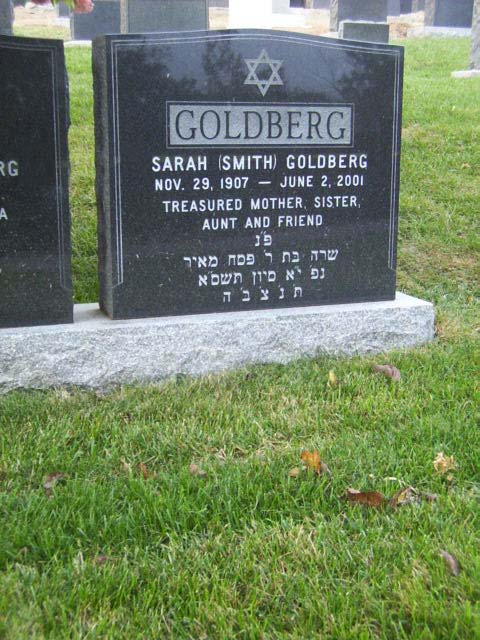 GOLDBERG
SARAH (SMITH) GOLDBERG
NOV. 29, 1907 — JUNE 2, 2001
TREASURED MOTHER, SISTER,
AUNT AND FRIEND
פ״נ
שרה בת ר׳ פסח מאיר
נפ׳ י״א סיון תשס״א
ת׳ נ׳ צ׳ ב׳ ה
RG
A